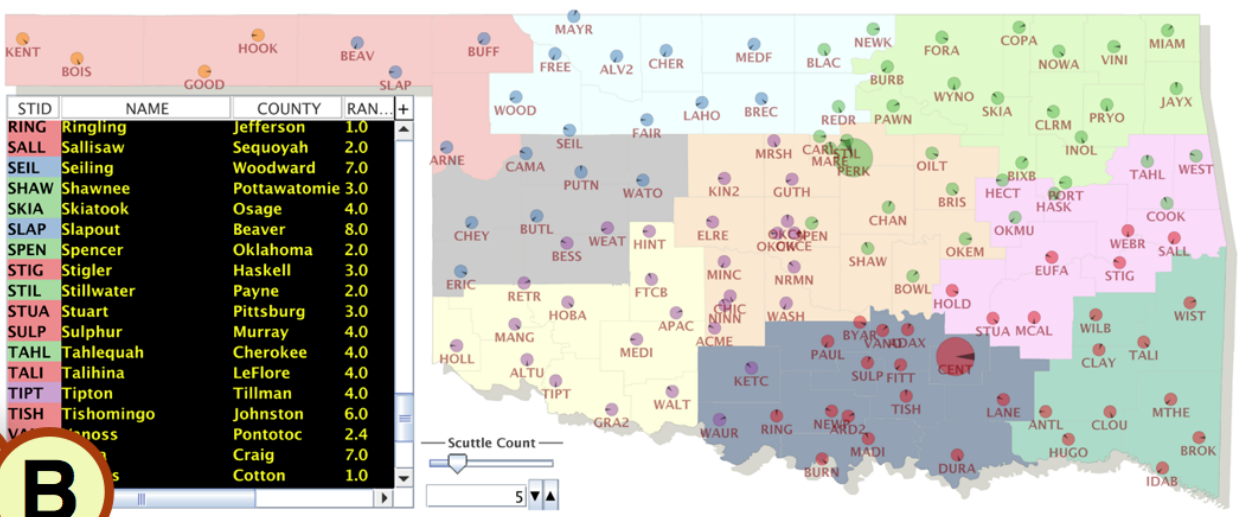 MAYR
NEWK
COPA
KENT
HOOK
BEAV
BUFF
FORA
MIAM
BOIS
FREE
ALV2
CHER
MEDF
BLAC
NOWA
VINI
GOOD
SLAP
BURB
WYNO
JAYX
WOOD
LAHO
BREC
REDR
PAWN
SKIA
CLRM
PRYO
FAIR
SEIL
INOL
STID NAME COUNTY RAN... +
RING Ringling Jefferson 1.0
SALL Sallisaw Sequoyah 2.0
SEIL Seiling Woodward 7.0
SHAW Shawnee Pottawatomie 3.0
SKIA Skiatook Osage 4.0
SLAP Slapout Beaver 8.0
SPEN Spencer Oklahoma 2.0
STIG Stigler Haskell 3.0
STIL Stillwater Payne 2.0
STUA Stuart Pittsburg 3.0
SULP Sulphur Murray 4.0
TAHL Tahlequah Cherokee 4.0
TALI Talihina LeFlore 4.0
TIPT Tipton Tillman 4.0
TISH Tishomingo Johnston 6.0
Pontotoc 2.4
Craig 7.0
Cotton 1.0
B
ARNE
CAMA
MRSH
CARL
MARE
STIL
PERK
OILT
BIXB
TAHL
WEST
PUTN
WATO
KIN2
GUTH
BRIS
HECT
PORT
HASK
CHEY
BUTL
WEAT
HINT
ELRE
SPEN
CHAN
OKMU
COOK
BESS
SHAW
OKEM
WEBR
SALL
ERIC
MINC
NRMN
BOWL
EUFA
STIG
RETR
FTCB
HOBA
CHIC
NINN
WASH
HOLD
WIST
MANG
APAC
ACME
BYAR
VANO
ADAX
STUA
MCAL
WILB
HOLL
MEDI
PAUL
CLAY
TALI
ALTU
KETC
SULP
FITT
CENT
TIPT
WALT
TISH
LANE
MTHE
GRA2
WAUR
RING
NEWP
ARD2
ANTL
CLOU
MADI
HUGO
BROK
BURN
DURA
IDAB
Scuttle Count
5